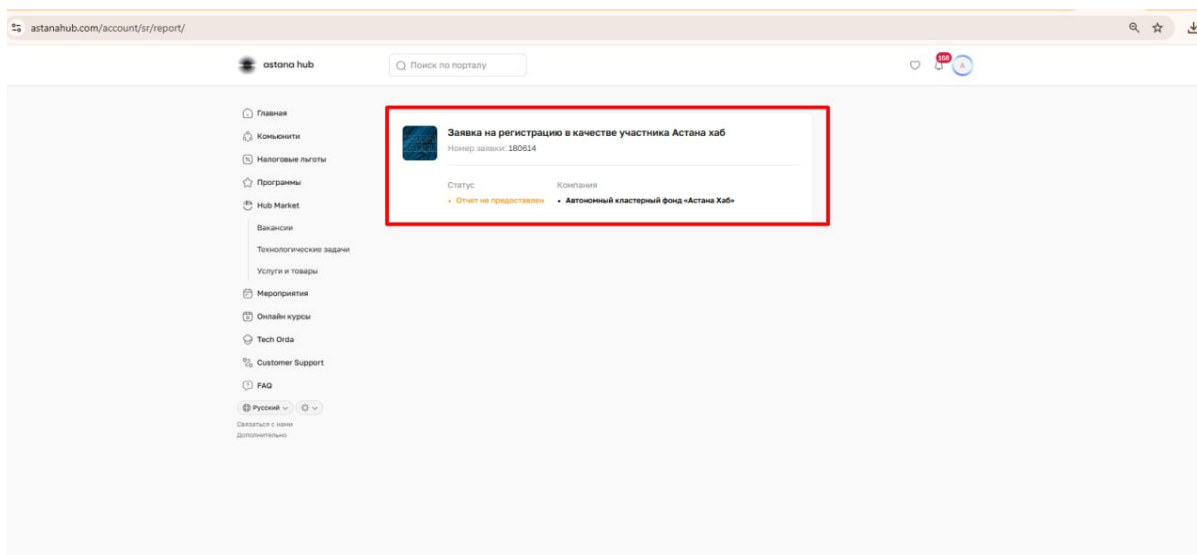 astanahub.com/account/sr/report/
astana hub
Поиск по порталу
168
Главная
Комьюнити
Налоговые льготы
Программы
Hub Market
Вакансии
Технологические задачи
Услуги и товары
Мероприятия
Онлайн курсы
Tech Orda
Customer Support
FAQ
Русский
Связаться с нами
Дополнительно
Заявка на регистрацию в качестве участника Астана хаб
Номер заявки: 180614
Статус
Компания
• Отчет не предоставлен
• Автономный кластерный фонд «Астана Хаб»